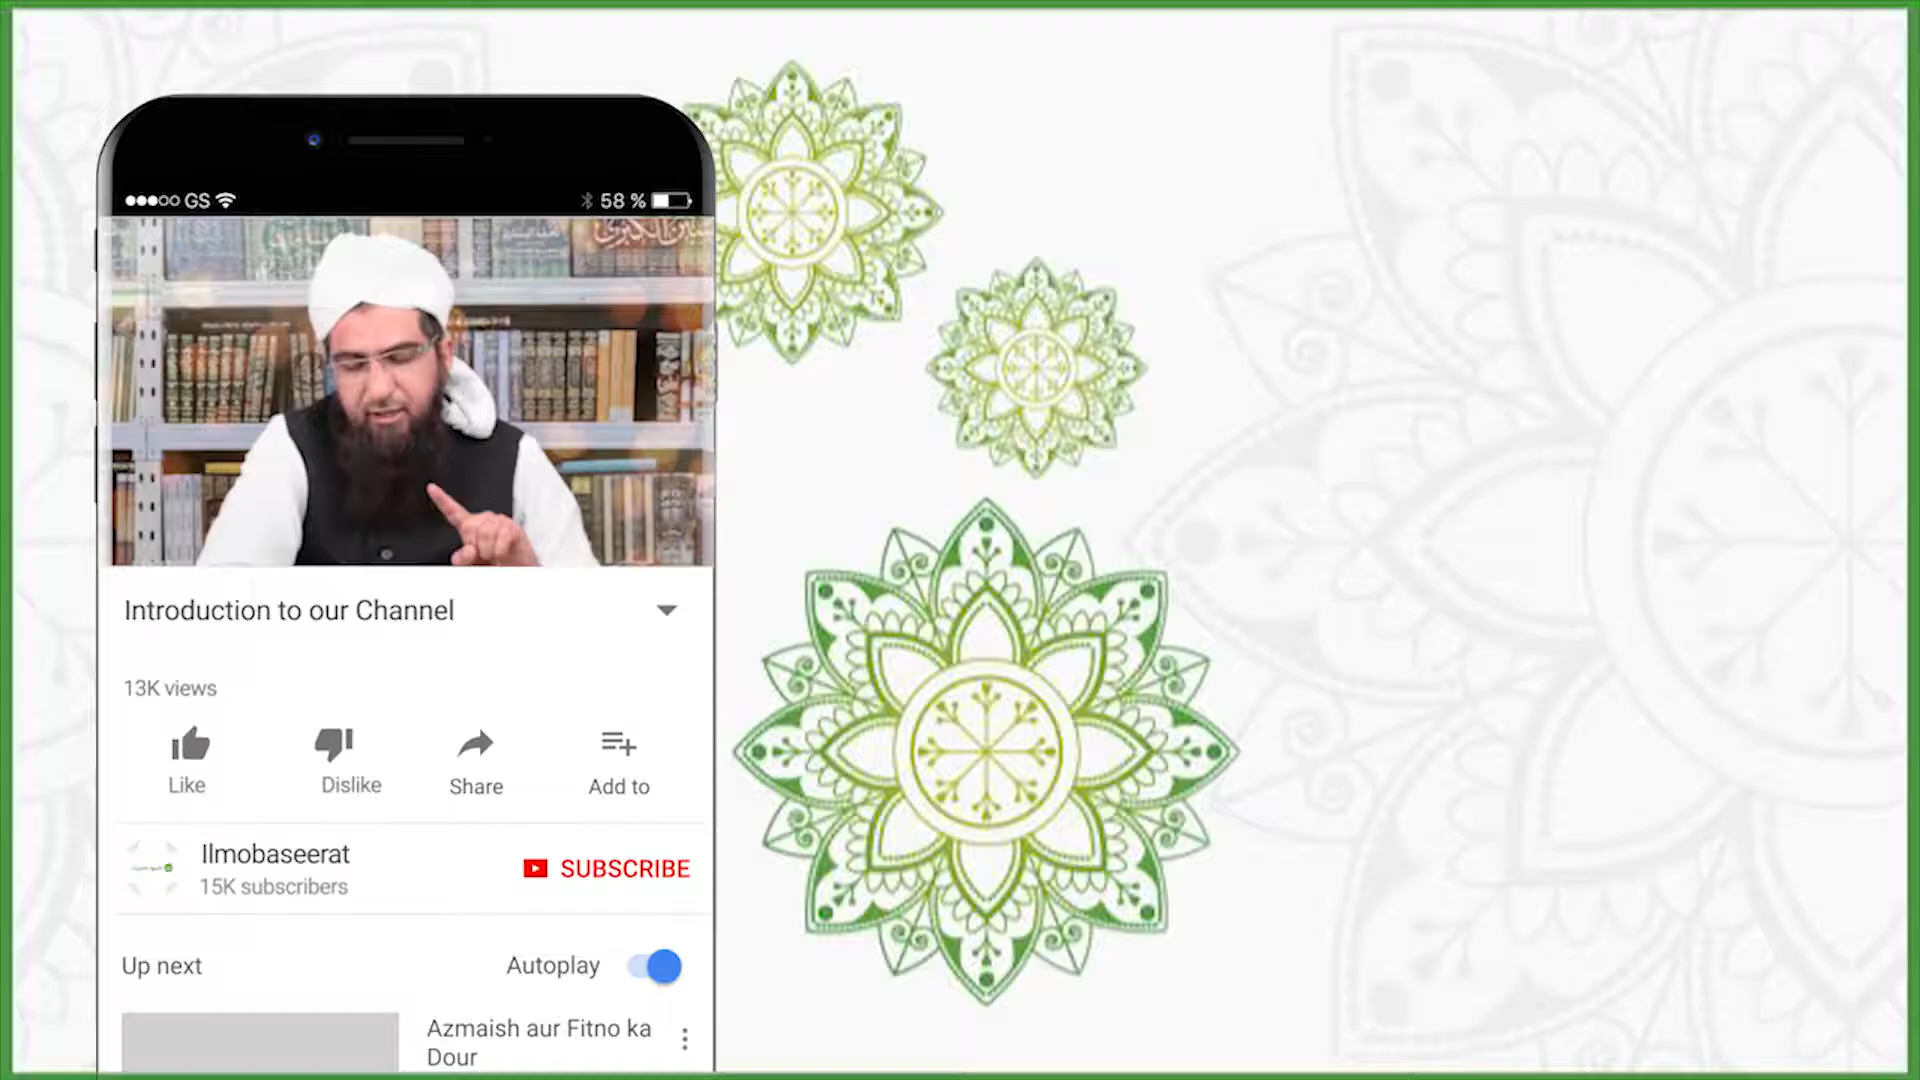 GS 58 %
Introduction to our Channel
13K views
Like Dislike Share Add to
Ilmobaseerat
15K subscribers
SUBSCRIBE
Up next Autoplay
Azmaish aur Fitno ka
Dour